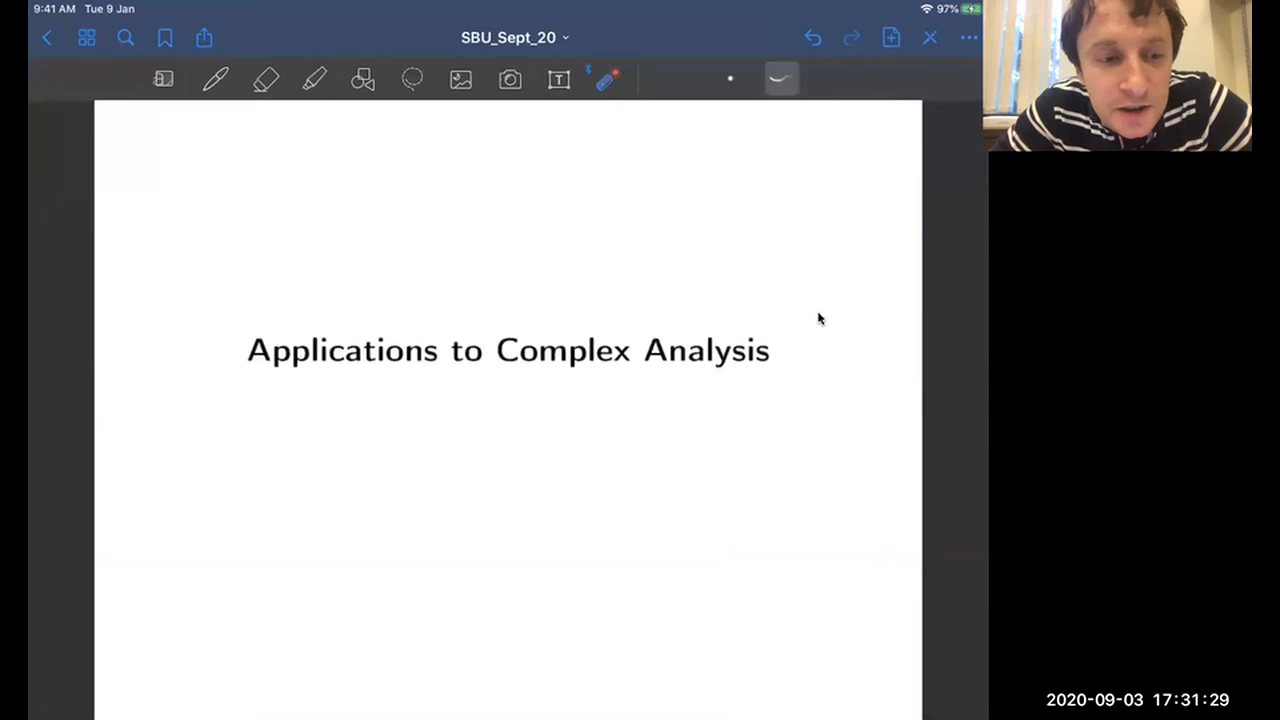 9:41 AM Tue 9 Jan
97%
SBU_Sept_20
T
Applications to Complex Analysis
2020-09-03 17:31:29